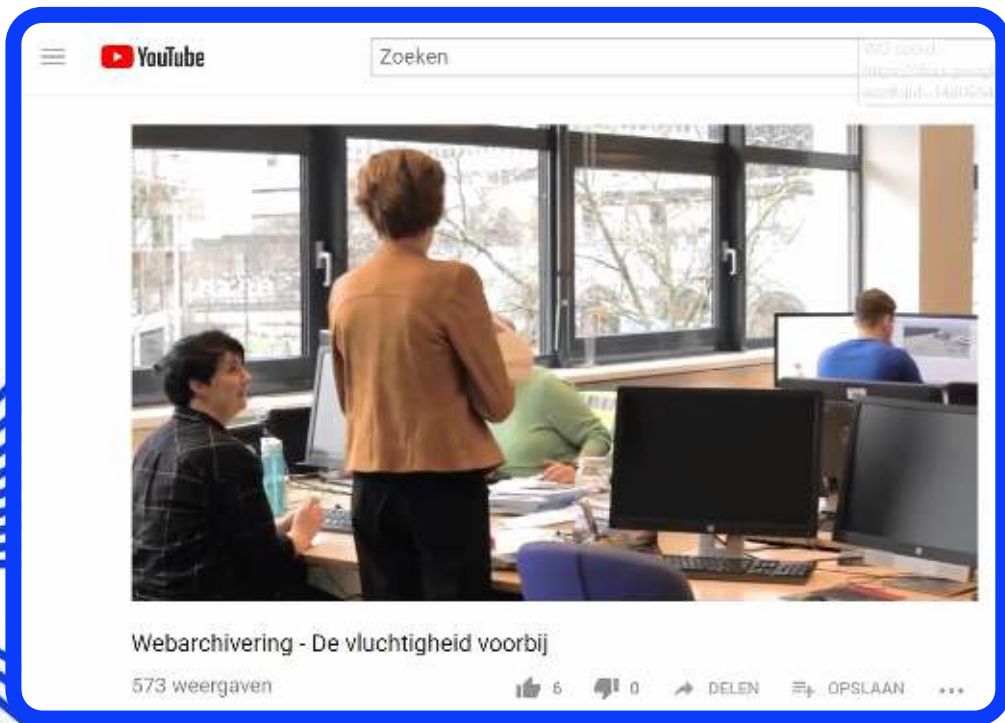 YouTube
Zoeken
Webarchivering - De vluchtigheid voorbij
573 weergaven
6 0 DELEN OPSLAAN